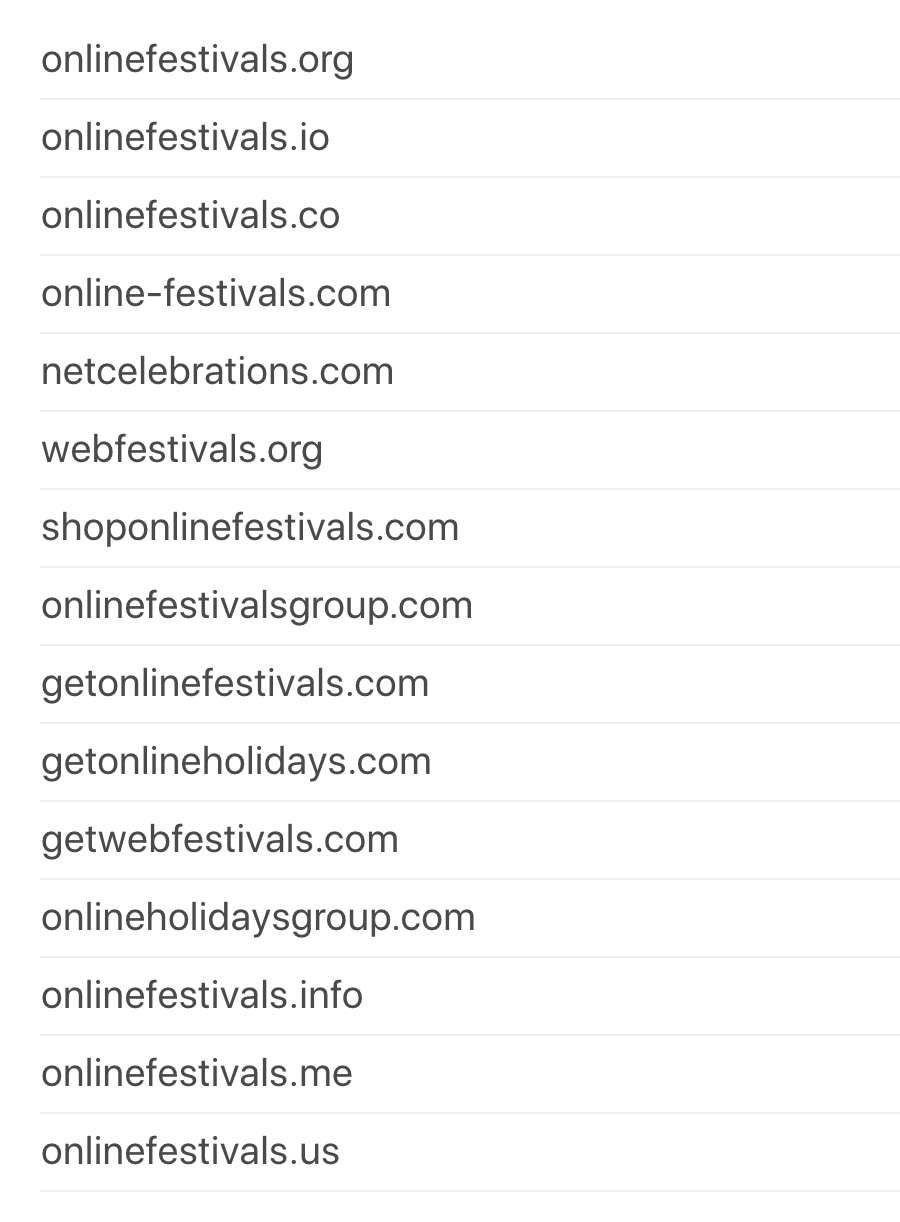 onlinefestivals.org
onlinefestivals.io
onlinefestivals.co
online-festivals.com
netcelebrations.com
webfestivals.org
shoponlinefestivals.com
onlinefestivalsgroup.com
getonlinefestivals.com
getonlineholidays.com
getwebfestivals.com
onlineholidaysgroup.com
onlinefestivals.info
onlinefestivals.me
onlinefestivals.us